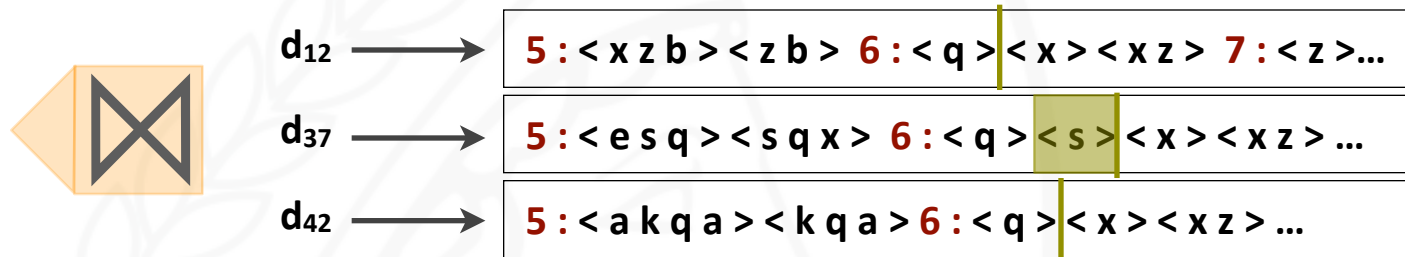 d12 5 : < x z b > < z b > 6 : < q > < x > < x z > 7 : < z >...
d37 5 : < e s q > < s q x > 6 : < q > < s > < x > < x z > ...
d42 5 : < a k q a > < k q a > 6 : < q > < x > < x z > ...